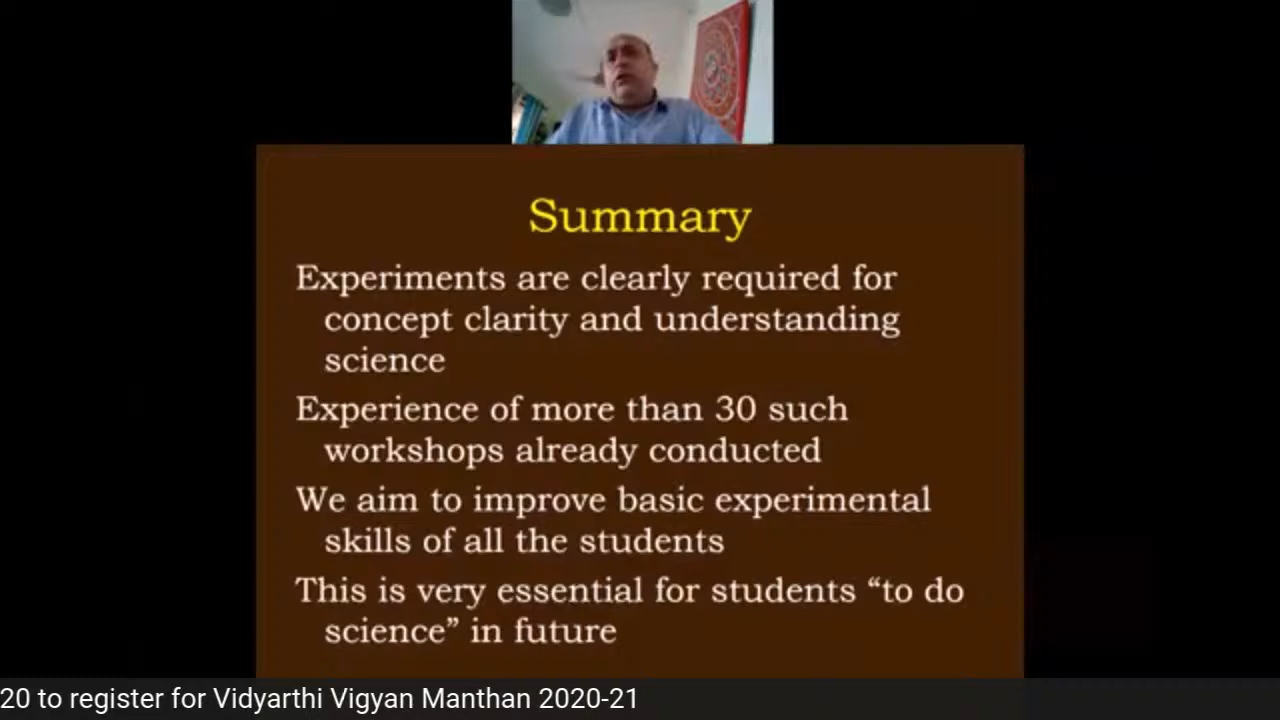 Summary
Experiments are clearly required for
concept clarity and understanding
science
Experience of more than 30 such
workshops already conducted
We aim to improve basic experimental
skills of all the students
This is very essential for students “to do
science” in future
20 to register for Vidyarthi Vigyan Manthan 2020-21